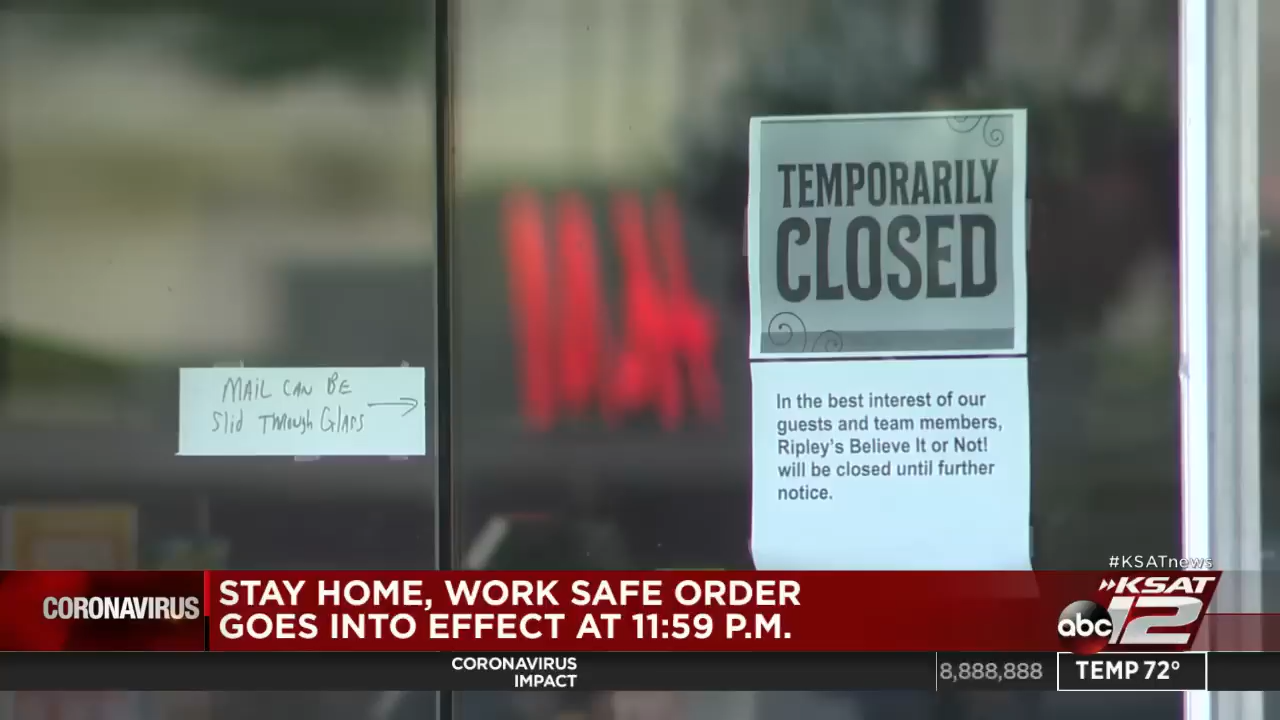 TEMPORARILY
CLOSED
MAIL CAN BE
Slid THROUGH GLASS
In the best interest of our
guests and team members,
Ripley's Believe It or Not!
will be closed until further
notice.
#KSATnews
CORONAVIRUS
STAY HOME, WORK SAFE ORDER
GOES INTO EFFECT AT 11:59 P.M.
KSAT
abc 12
CORONAVIRUS
IMPACT
8,888,888
TEMP 72°